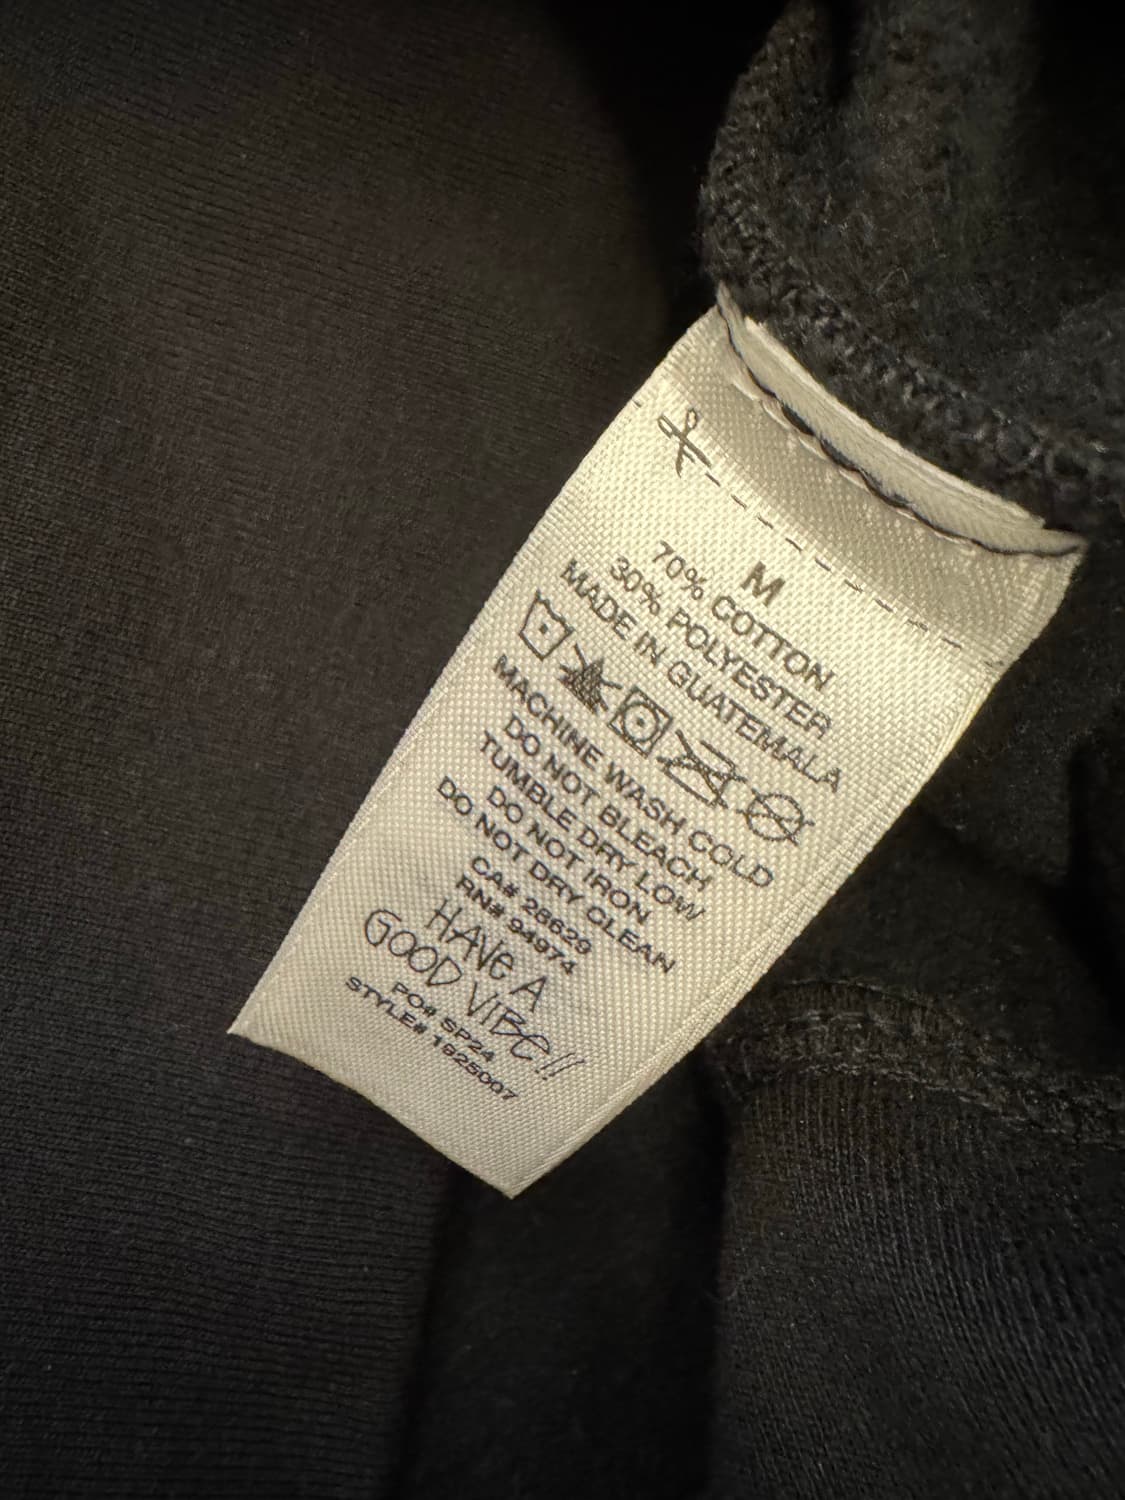 M
70% COTTON
30% POLYESTER
MADE IN GUATEMALA
MACHINE WASH COLD
DO NOT BLEACH
TUMBLE DRY LOW
DO NOT IRON
DO NOT DRY CLEAN
CA# 28629
RN# 94974
HAVE A
GOOD VIBE!!
PO# SP24
STYLE# 1825007